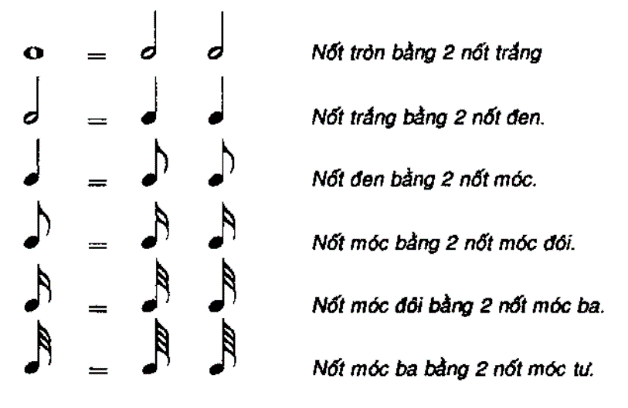 = Nốt tròn bằng 2 nốt trắng
= Nốt trắng bằng 2 nốt đen.
= Nốt đen bằng 2 nốt móc.
= Nốt móc bằng 2 nốt móc đôi.
= Nốt móc đôi bằng 2 nốt móc ba.
= Nốt móc ba bằng 2 nốt móc tư.